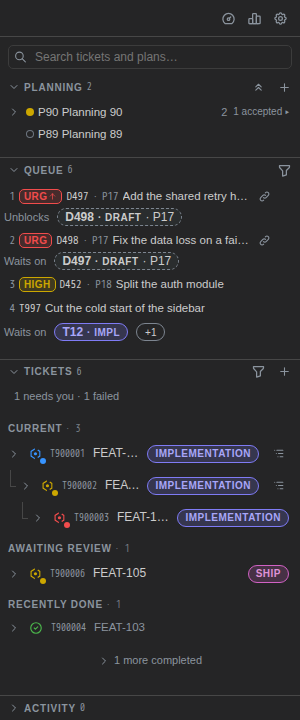 Search tickets and plans…
PLANNING 2
P90 Planning 90 2 1 accepted ▸
P89 Planning 89
QUEUE 6
1 URG ↑ D497 · P17 Add the shared retry h…
Unblocks D498 · DRAFT · P17
2 URG D498 · P17 Fix the data loss on a fai…
Waits on D497 · DRAFT · P17
3 HIGH D452 · P18 Split the auth module
4 T997 Cut the cold start of the sidebar
Waits on T12 · IMPL +1
TICKETS 6
1 needs you · 1 failed
CURRENT · 3
T900001 FEAT-… IMPLEMENTATION
T900002 FEA… IMPLEMENTATION
T900003 FEAT-1… IMPLEMENTATION
AWAITING REVIEW · 1
T900006 FEAT-105 SHIP
RECENTLY DONE · 1
T900004 FEAT-103
1 more completed
ACTIVITY 0